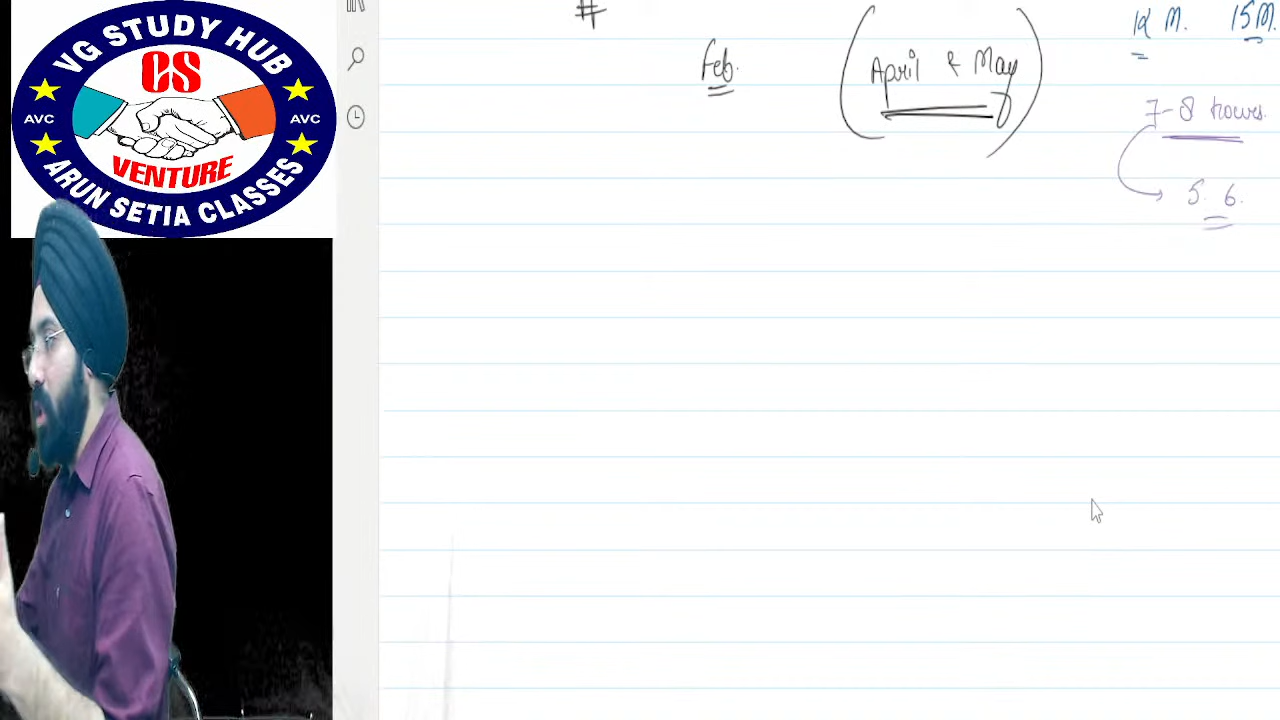 VG STUDY HUB
CS
AVC
AVC
VENTURE
ARUN SETIA CLASSES
#
Feb.
(April & May)
12 M. 15 M.
7-8 hours.
5. 6.